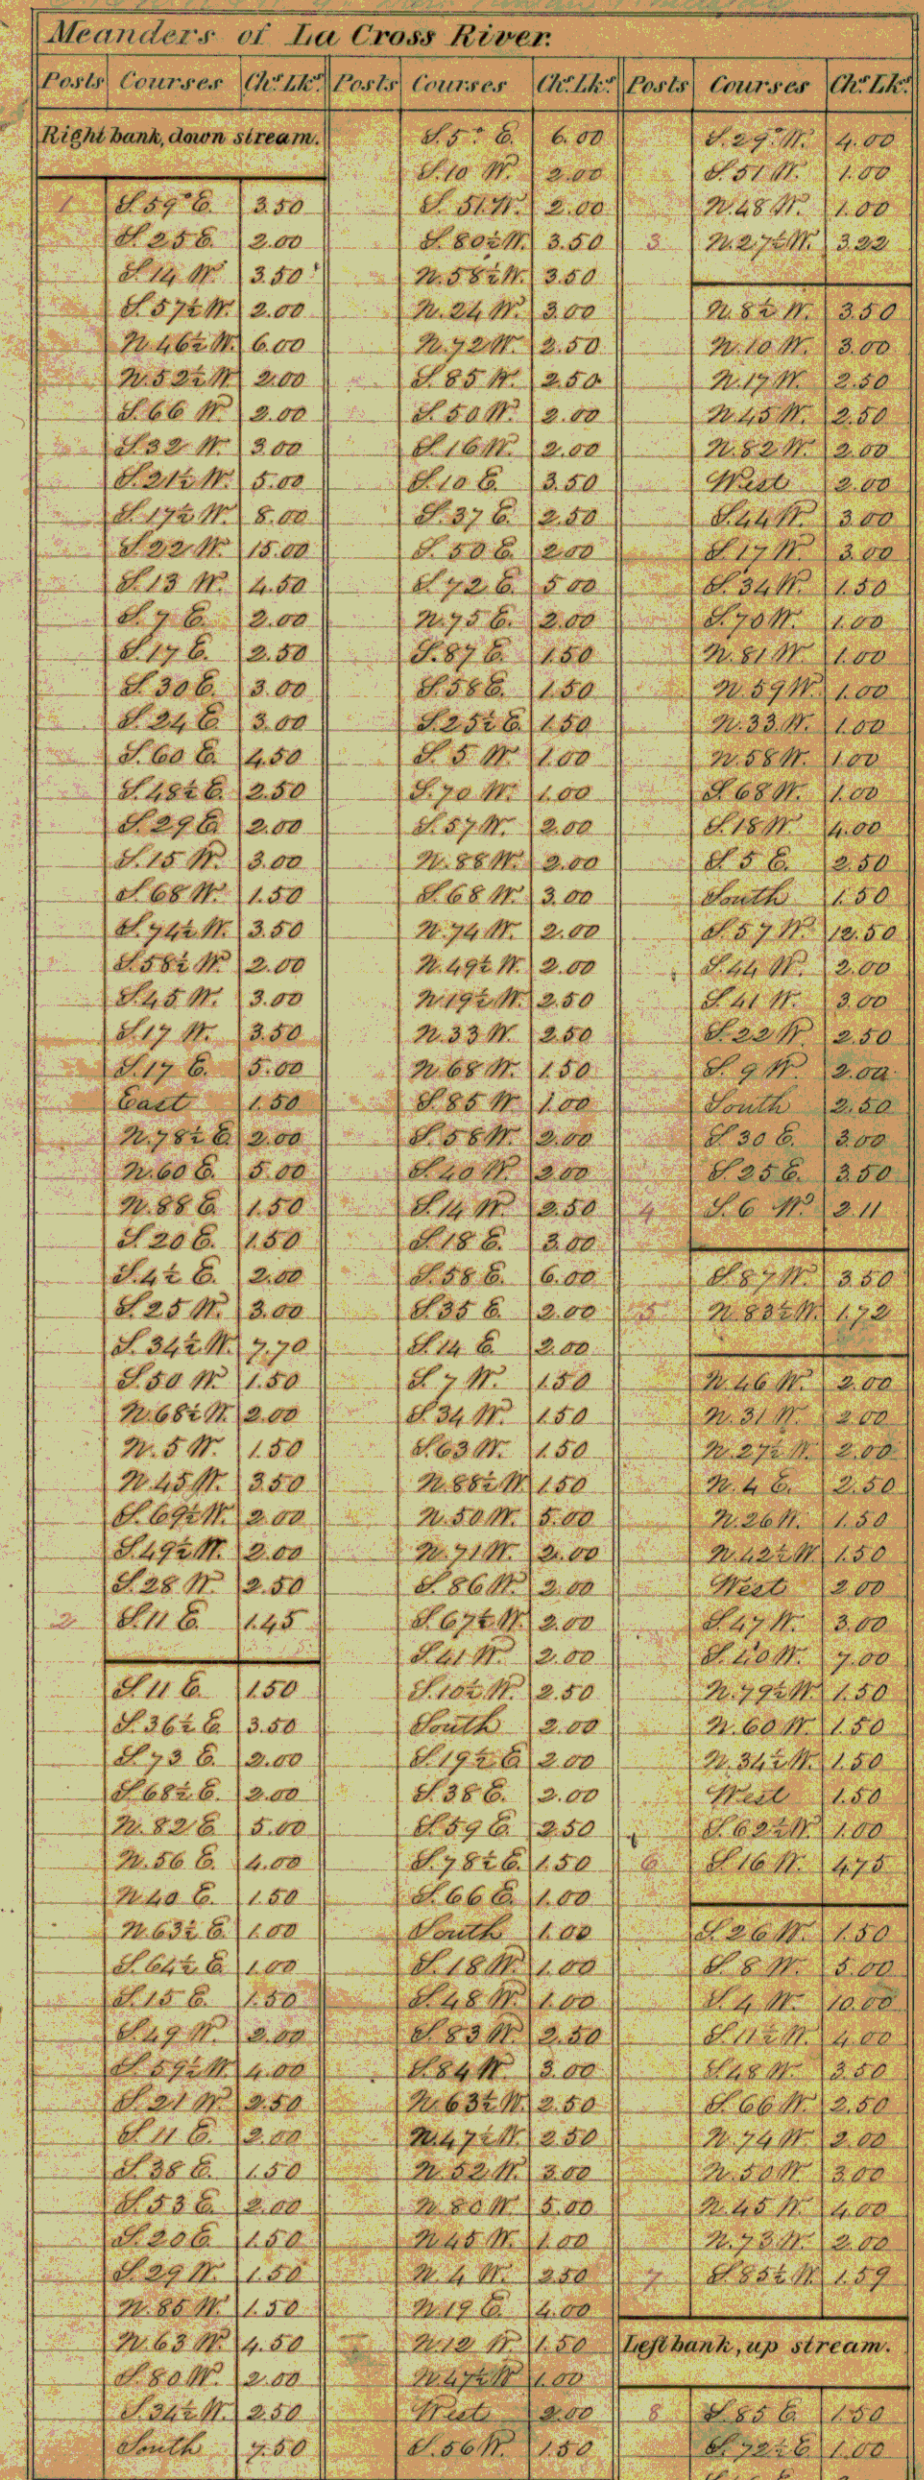 Meanders of La Cross River.
Posts Courses Chs. Lks.
Right bank, down stream.
1 S. 59° E. 3.50
S. 25 E. 2.00
S. 14 W. 3.50
S. 57½ W. 2.00
N. 46½ W. 6.00
N. 52½ W. 2.00
S. 66 W. 2.00
S. 32 W. 3.00
S. 21½ W. 5.00
S. 17½ W. 8.00
S. 22 W. 15.00
S. 13 W. 4.50
S. 7 E. 2.00
S. 17 E. 2.50
S. 30 E. 3.00
S. 24 E. 3.00
S. 60 E. 4.50
S. 48½ E. 2.50
S. 29 E. 2.00
S. 15 W. 3.00
S. 68 W. 1.50
S. 74½ W. 3.50
S. 58½ W. 2.00
S. 45 W. 3.00
S. 17 W. 3.50
S. 17 E. 5.00
East 1.50
N. 78½ E. 2.00
N. 60 E. 5.00
N. 88 E. 1.50
S. 20 E. 1.50
S. 4½ E. 2.00
S. 25 W. 3.00
S. 34½ W. 7.70
S. 50 W. 1.50
N. 68½ W. 2.00
N. 5 W. 1.50
N. 45 W. 3.50
S. 69½ W. 2.00
S. 49½ W. 2.00
S. 28 W. 2.50
2 S. 11 E. 1.45
S. 11 E. 1.50
S. 36½ E. 3.50
S. 73 E. 2.00
S. 68½ E. 2.00
N. 82 E. 5.00
N. 56 E. 4.00
N. 40 E. 1.50
N. 63½ E. 1.00
S. 64½ E. 1.00
S. 15 E. 1.50
S. 49 W. 2.00
S. 59½ W. 4.00
S. 21 W. 2.50
S. 11 E. 2.00
S. 38 E. 1.50
S. 53 E. 2.00
S. 20 E. 1.50
S. 29 W. 1.50
N. 85 W. 1.50
N. 63 W. 4.50
S. 80 W. 2.00
S. 34½ W. 2.50
South 7.50
Posts Courses Chs. Lks.
S. 5° E. 6.00
S. 10 W. 2.00
S. 51 W. 2.00
S. 80½ W. 3.50
N. 58½ W. 3.50
N. 24 W. 3.00
N. 72 W. 2.50
S. 85 W. 2.50
S. 50 W. 2.00
S. 16 W. 2.00
S. 10 E. 3.50
S. 37 E. 2.50
S. 50 E. 2.00
S. 72 E. 5.00
N. 75 E. 2.00
S. 87 E. 1.50
S. 58 E. 1.50
S. 25½ E. 1.50
S. 5 W. 1.00
S. 70 W. 1.00
S. 57 W. 2.00
N. 88 W. 2.00
S. 68 W. 3.00
N. 74 W. 2.00
N. 49½ W. 2.00
N. 19½ W. 2.50
N. 33 W. 2.50
N. 68 W. 1.50
S. 85 W. 1.00
S. 58 W. 2.00
S. 40 W. 2.00
S. 14 W. 2.50
S. 18 E. 3.00
S. 58 E. 6.00
S. 35 E. 2.00
S. 14 E. 2.00
S. 7 W. 1.50
S. 34 W. 1.50
S. 63 W. 1.50
N. 88½ W. 1.50
N. 50 W. 5.00
N. 71 W. 2.00
S. 86 W. 2.00
S. 67½ W. 2.00
S. 41 W. 2.00
S. 10½ W. 2.50
South 2.00
S. 19½ E. 2.00
S. 38 E. 2.00
S. 59 E. 2.50
S. 78½ E. 1.50
S. 66 E. 1.00
South 1.00
S. 18 W. 1.00
S. 48 W. 1.00
S. 83 W. 2.50
S. 84 W. 3.00
N. 63½ W. 2.50
N. 47½ W. 2.50
N. 52 W. 3.00
N. 80 W. 5.00
N. 45 W. 1.00
N. 4 W. 2.50
N. 19 E. 4.00
N. 12 W. 1.50
N. 47½ W. 1.00
West 2.00
S. 56 W. 1.50
Posts Courses Chs. Lks.
S. 29° W. 4.00
S. 51 W. 1.00
N. 48 W. 1.00
3 N. 27½ W. 3.22
N. 8½ W. 3.50
N. 10 W. 3.00
N. 17 W. 2.50
N. 45 W. 2.50
N. 82 W. 2.00
West 2.00
S. 44 W. 3.00
S. 17 W. 3.00
S. 34 W. 1.50
S. 70 W. 1.00
N. 81 W. 1.00
N. 59 W. 1.00
N. 33 W. 1.00
N. 58 W. 1.00
S. 68 W. 1.00
S. 18 W. 4.00
S. 5 E. 2.50
South 1.50
S. 57 W. 12.50
S. 44 W. 2.00
S. 41 W. 3.00
S. 22 W. 2.50
S. 9 W. 2.00
South 2.50
S. 30 E. 3.00
S. 25 E. 3.50
4 S. 6 W. 2.11
S. 87 W. 3.50
5 N. 83½ W. 1.72
N. 46 W. 2.00
N. 31 W. 2.00
N. 27½ W. 2.00
N. 4 E. 2.50
N. 26 W. 1.50
N. 42½ W. 1.50
West 2.00
S. 47 W. 3.00
S. 40 W. 7.00
N. 79½ W. 1.50
N. 60 W. 1.50
N. 34½ W. 1.50
West 1.50
S. 62½ W. 1.00
6 S. 16 W. 4.75
S. 26 W. 1.50
S. 8 W. 5.00
S. 4 W. 10.00
S. 11½ W. 4.00
S. 48 W. 3.50
S. 66 W. 2.50
N. 74 W. 2.00
N. 50 W. 3.00
N. 45 W. 4.00
N. 73 W. 2.00
7 S. 85½ W. 1.59
Left bank, up stream.
8 S. 85 E. 1.50
S. 72½ E. 1.00